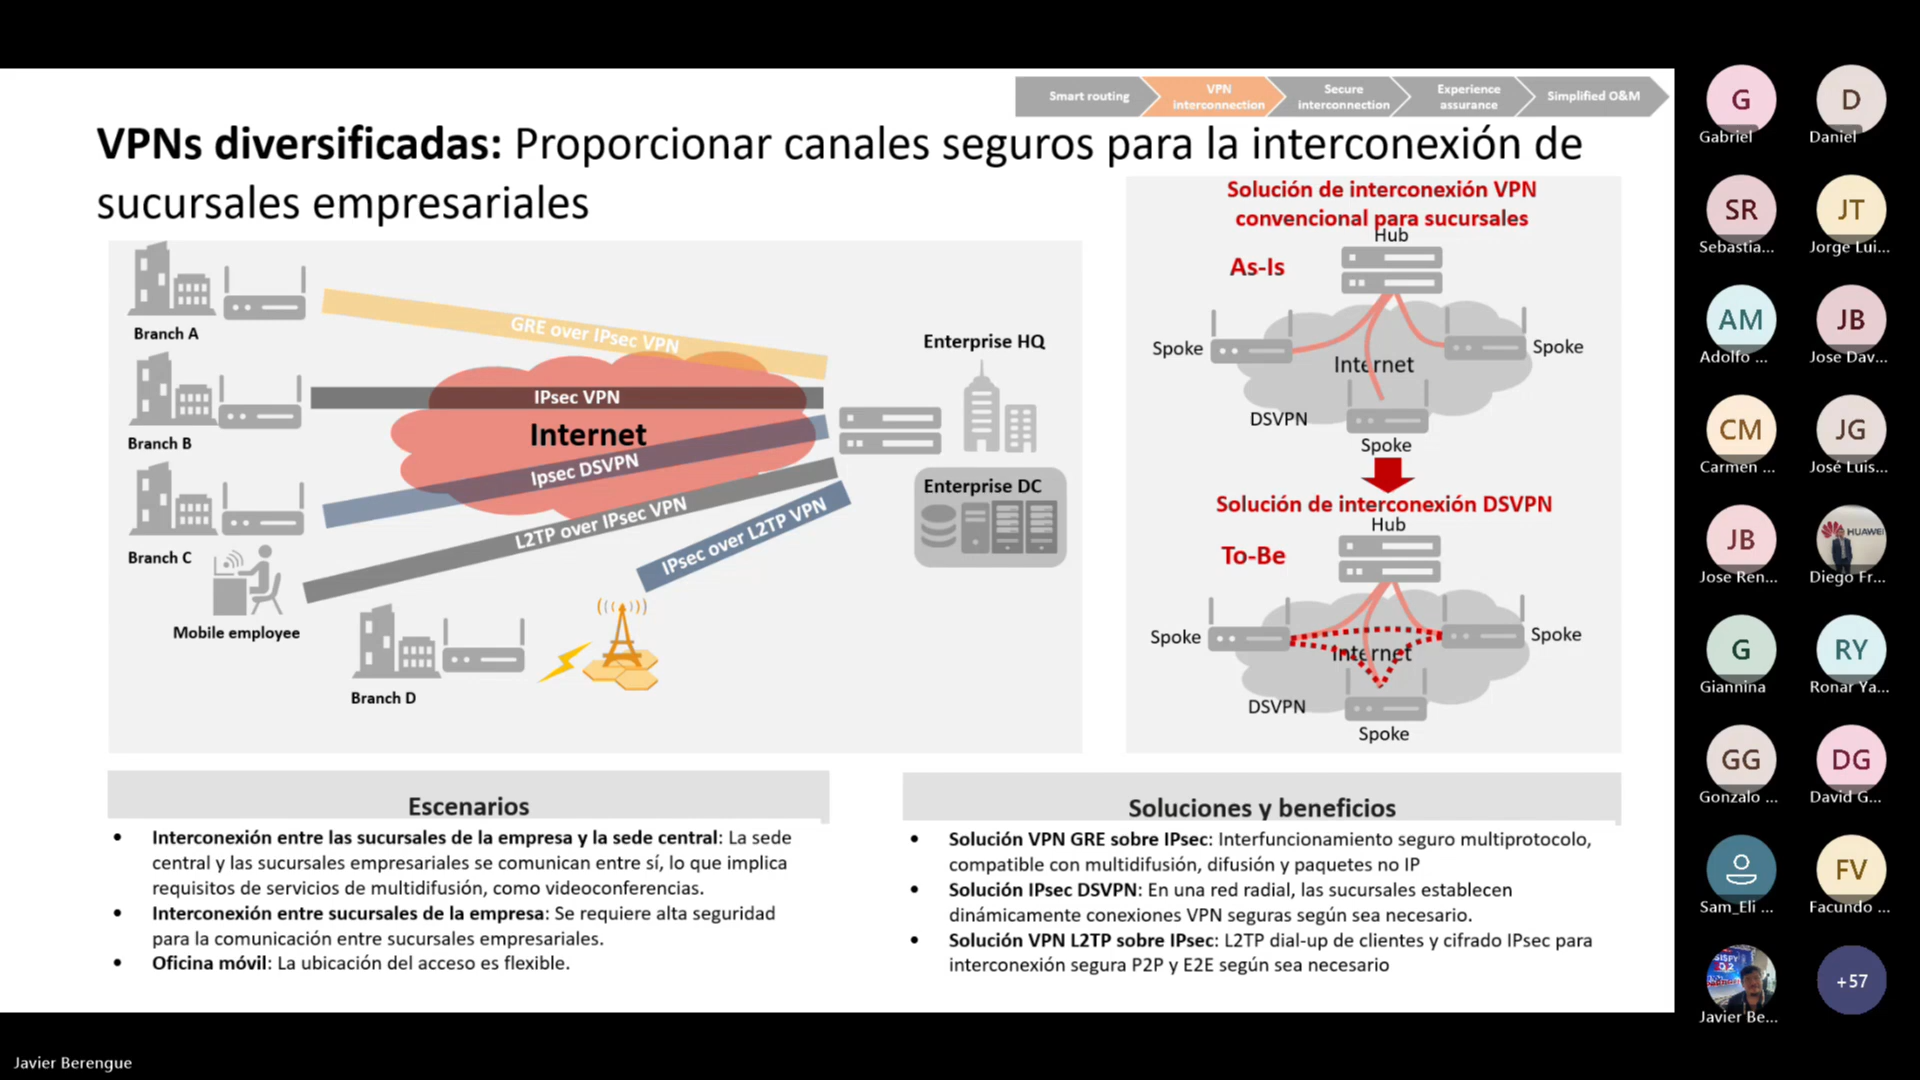 Smart routing
VPN
interconnection
Secure
interconnection
Experience
assurance
Simplified O&M
VPNs diversificadas: Proporcionar canales seguros para la interconexión de
sucursales empresariales
Branch A
Branch B
Branch C
Mobile employee
Branch D
GRE over IPsec VPN
IPsec VPN
Internet
Ipsec DSVPN
L2TP over IPsec VPN
IPsec over L2TP VPN
Enterprise HQ
Enterprise DC
Solución de interconexión VPN
convencional para sucursales
Hub
As-Is
Spoke
Spoke
Internet
DSVPN
Spoke
Solución de interconexión DSVPN
Hub
To-Be
Spoke
Spoke
Internet
DSVPN
Spoke
Escenarios
• Interconexión entre las sucursales de la empresa y la sede central: La sede
central y las sucursales empresariales se comunican entre sí, lo que implica
requisitos de servicios de multidifusión, como videoconferencias.
• Interconexión entre sucursales de la empresa: Se requiere alta seguridad
para la comunicación entre sucursales empresariales.
• Oficina móvil: La ubicación del acceso es flexible.
Soluciones y beneficios
• Solución VPN GRE sobre IPsec: Interfuncionamiento seguro multiprotocolo,
compatible con multidifusión, difusión y paquetes no IP
• Solución IPsec DSVPN: En una red radial, las sucursales establecen
dinámicamente conexiones VPN seguras según sea necesario.
• Solución VPN L2TP sobre IPsec: L2TP dial-up de clientes y cifrado IPsec para
interconexión segura P2P y E2E según sea necesario
G
Gabriel
D
Daniel
SR
Sebastia...
JT
Jorge Lui...
AM
Adolfo ...
JB
Jose Dav...
CM
Carmen ...
JG
José Luis...
JB
Jose Ren...
HUAWEI
Diego Fr...
G
Giannina
RY
Ronar Ya...
GG
Gonzalo ...
DG
David G...
Sam_Eli ...
FV
Facundo ...
Javier Be...
+57
Javier Berengue